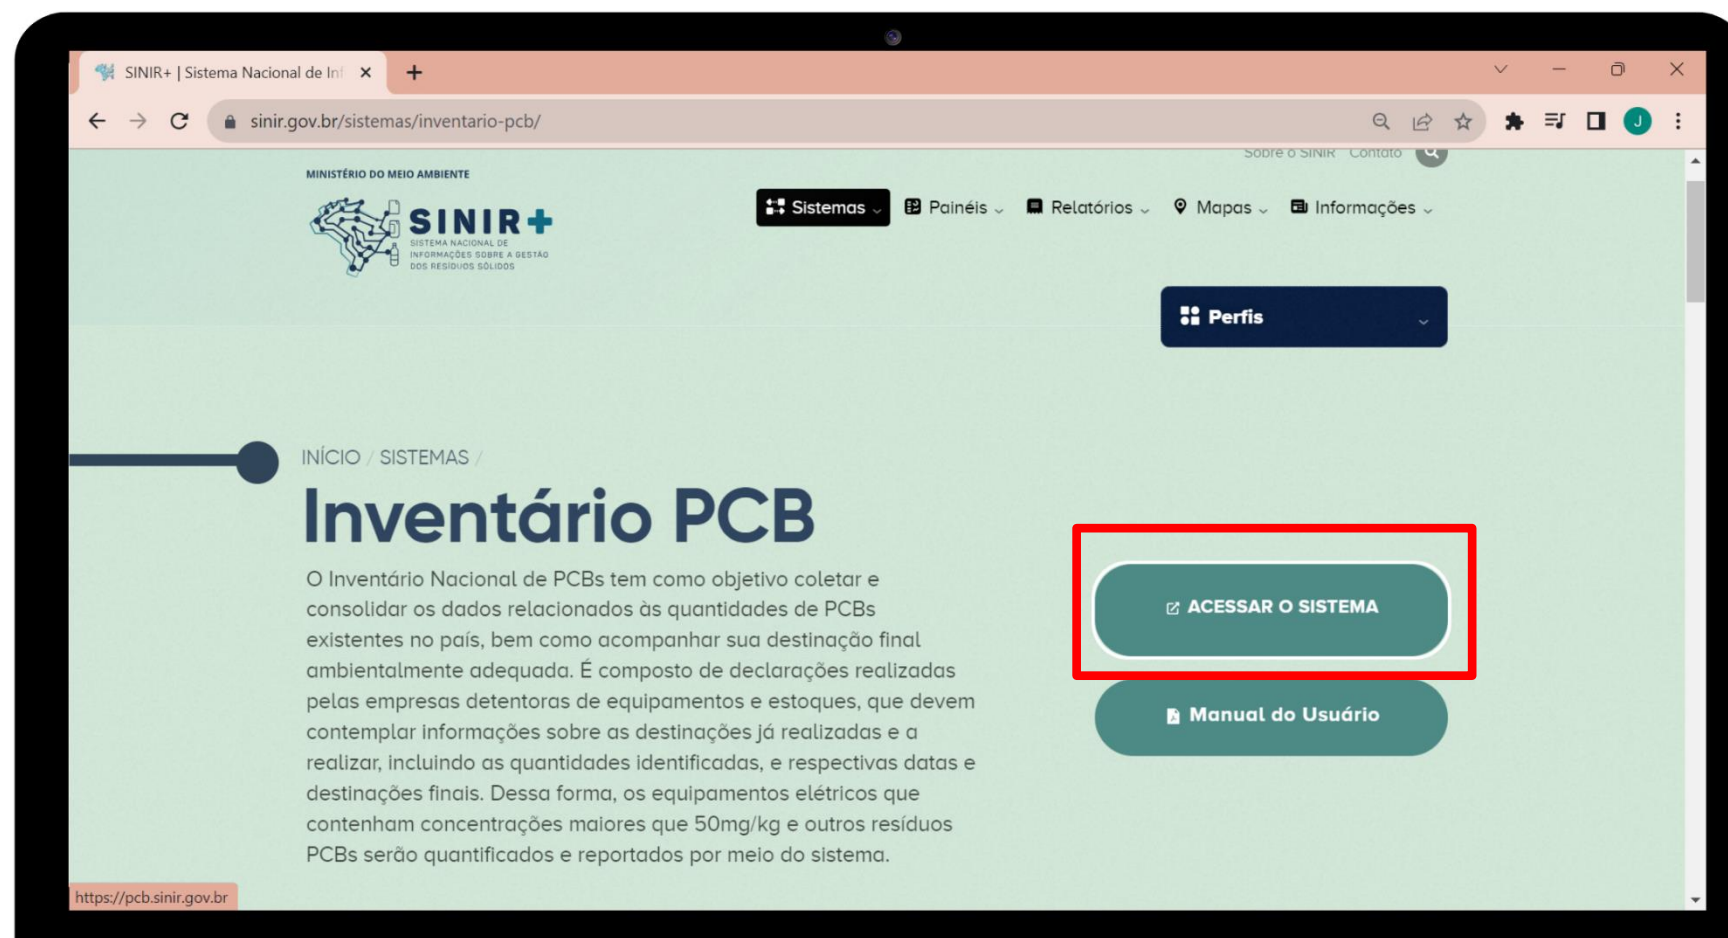 SINIR+ | Sistema Nacional de Inf
sinir.gov.br/sistemas/inventario-pcb/
J
Sobre o SINIR Contato
MINISTÉRIO DO MEIO AMBIENTE
SINIR+
SISTEMA NACIONAL DE
INFORMAÇÕES SOBRE A GESTÃO
DOS RESÍDUOS SÓLIDOS
Sistemas Painéis Relatórios Mapas Informações
Perfis
INÍCIO / SISTEMAS /
Inventário PCB
O Inventário Nacional de PCBs tem como objetivo coletar e
consolidar os dados relacionados às quantidades de PCBs
existentes no país, bem como acompanhar sua destinação final
ambientalmente adequada. É composto de declarações realizadas
pelas empresas detentoras de equipamentos e estoques, que devem
contemplar informações sobre as destinações já realizadas e a
realizar, incluindo as quantidades identificadas, e respectivas datas e
destinações finais. Dessa forma, os equipamentos elétricos que
contenham concentrações maiores que 50mg/kg e outros resíduos
PCBs serão quantificados e reportados por meio do sistema.
ACESSAR O SISTEMA
Manual do Usuário
https://pcb.sinir.gov.br